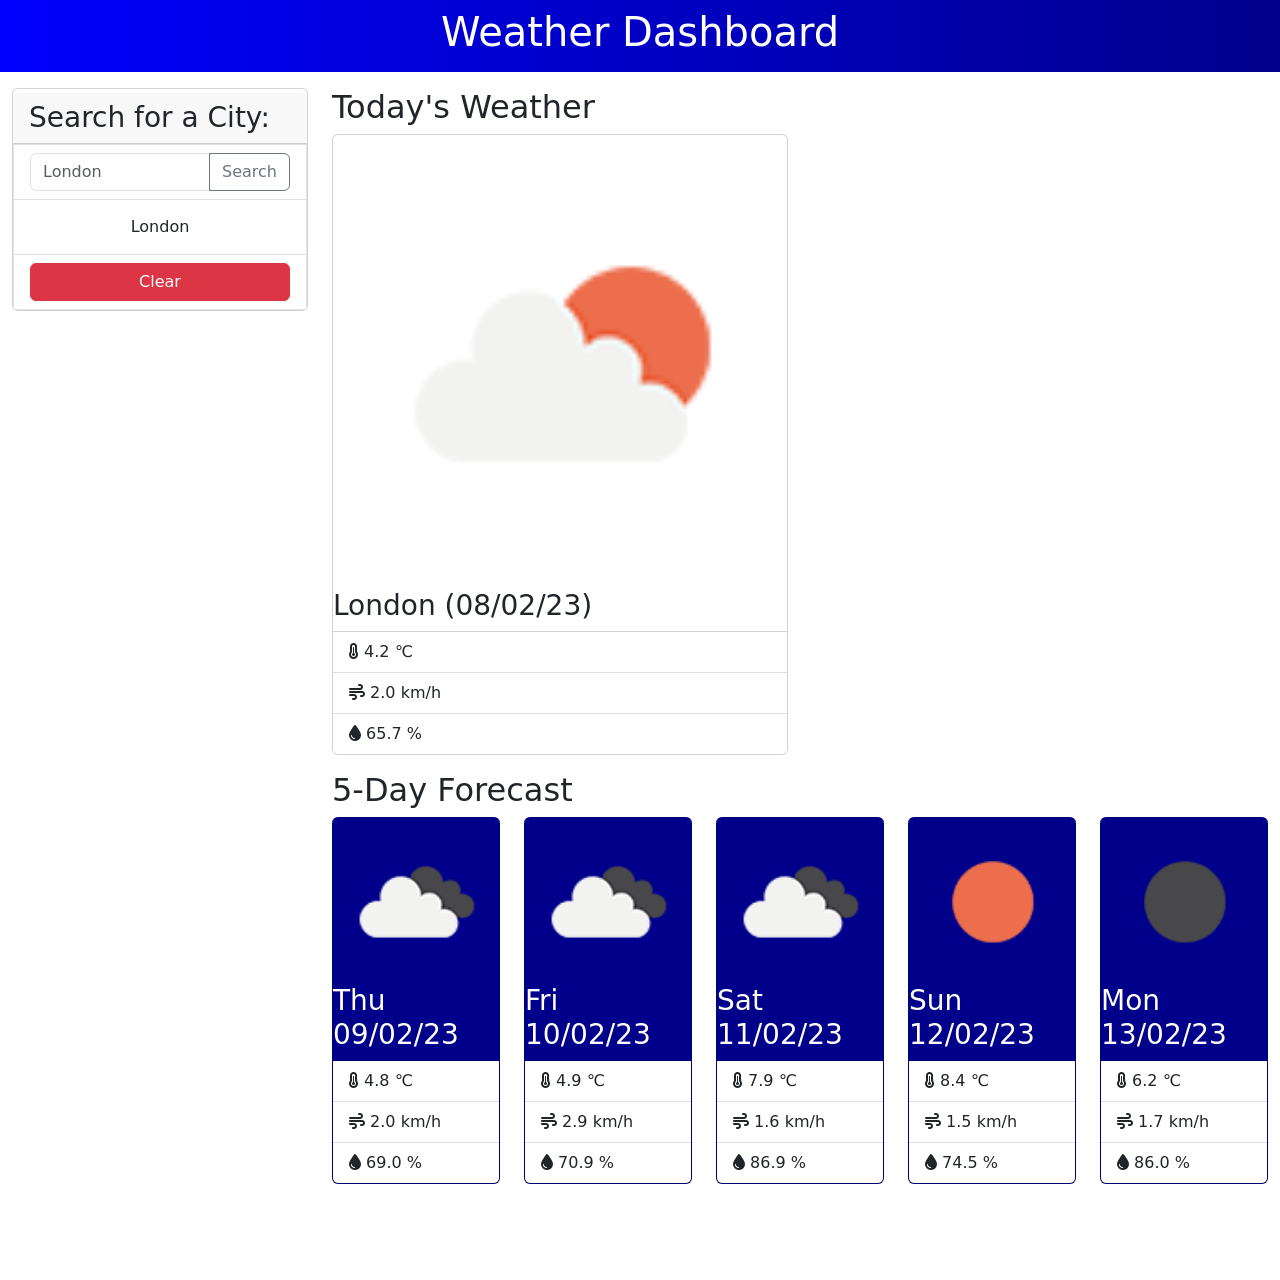 Weather Dashboard
Search for a City:
London
Search
London
Clear
Today's Weather
London (08/02/23)
4.2 ℃
2.0 km/h
65.7 %
5-Day Forecast
Thu
09/02/23
4.8 ℃
2.0 km/h
69.0 %
Fri
10/02/23
4.9 ℃
2.9 km/h
70.9 %
Sat
11/02/23
7.9 ℃
1.6 km/h
86.9 %
Sun
12/02/23
8.4 ℃
1.5 km/h
74.5 %
Mon
13/02/23
6.2 ℃
1.7 km/h
86.0 %